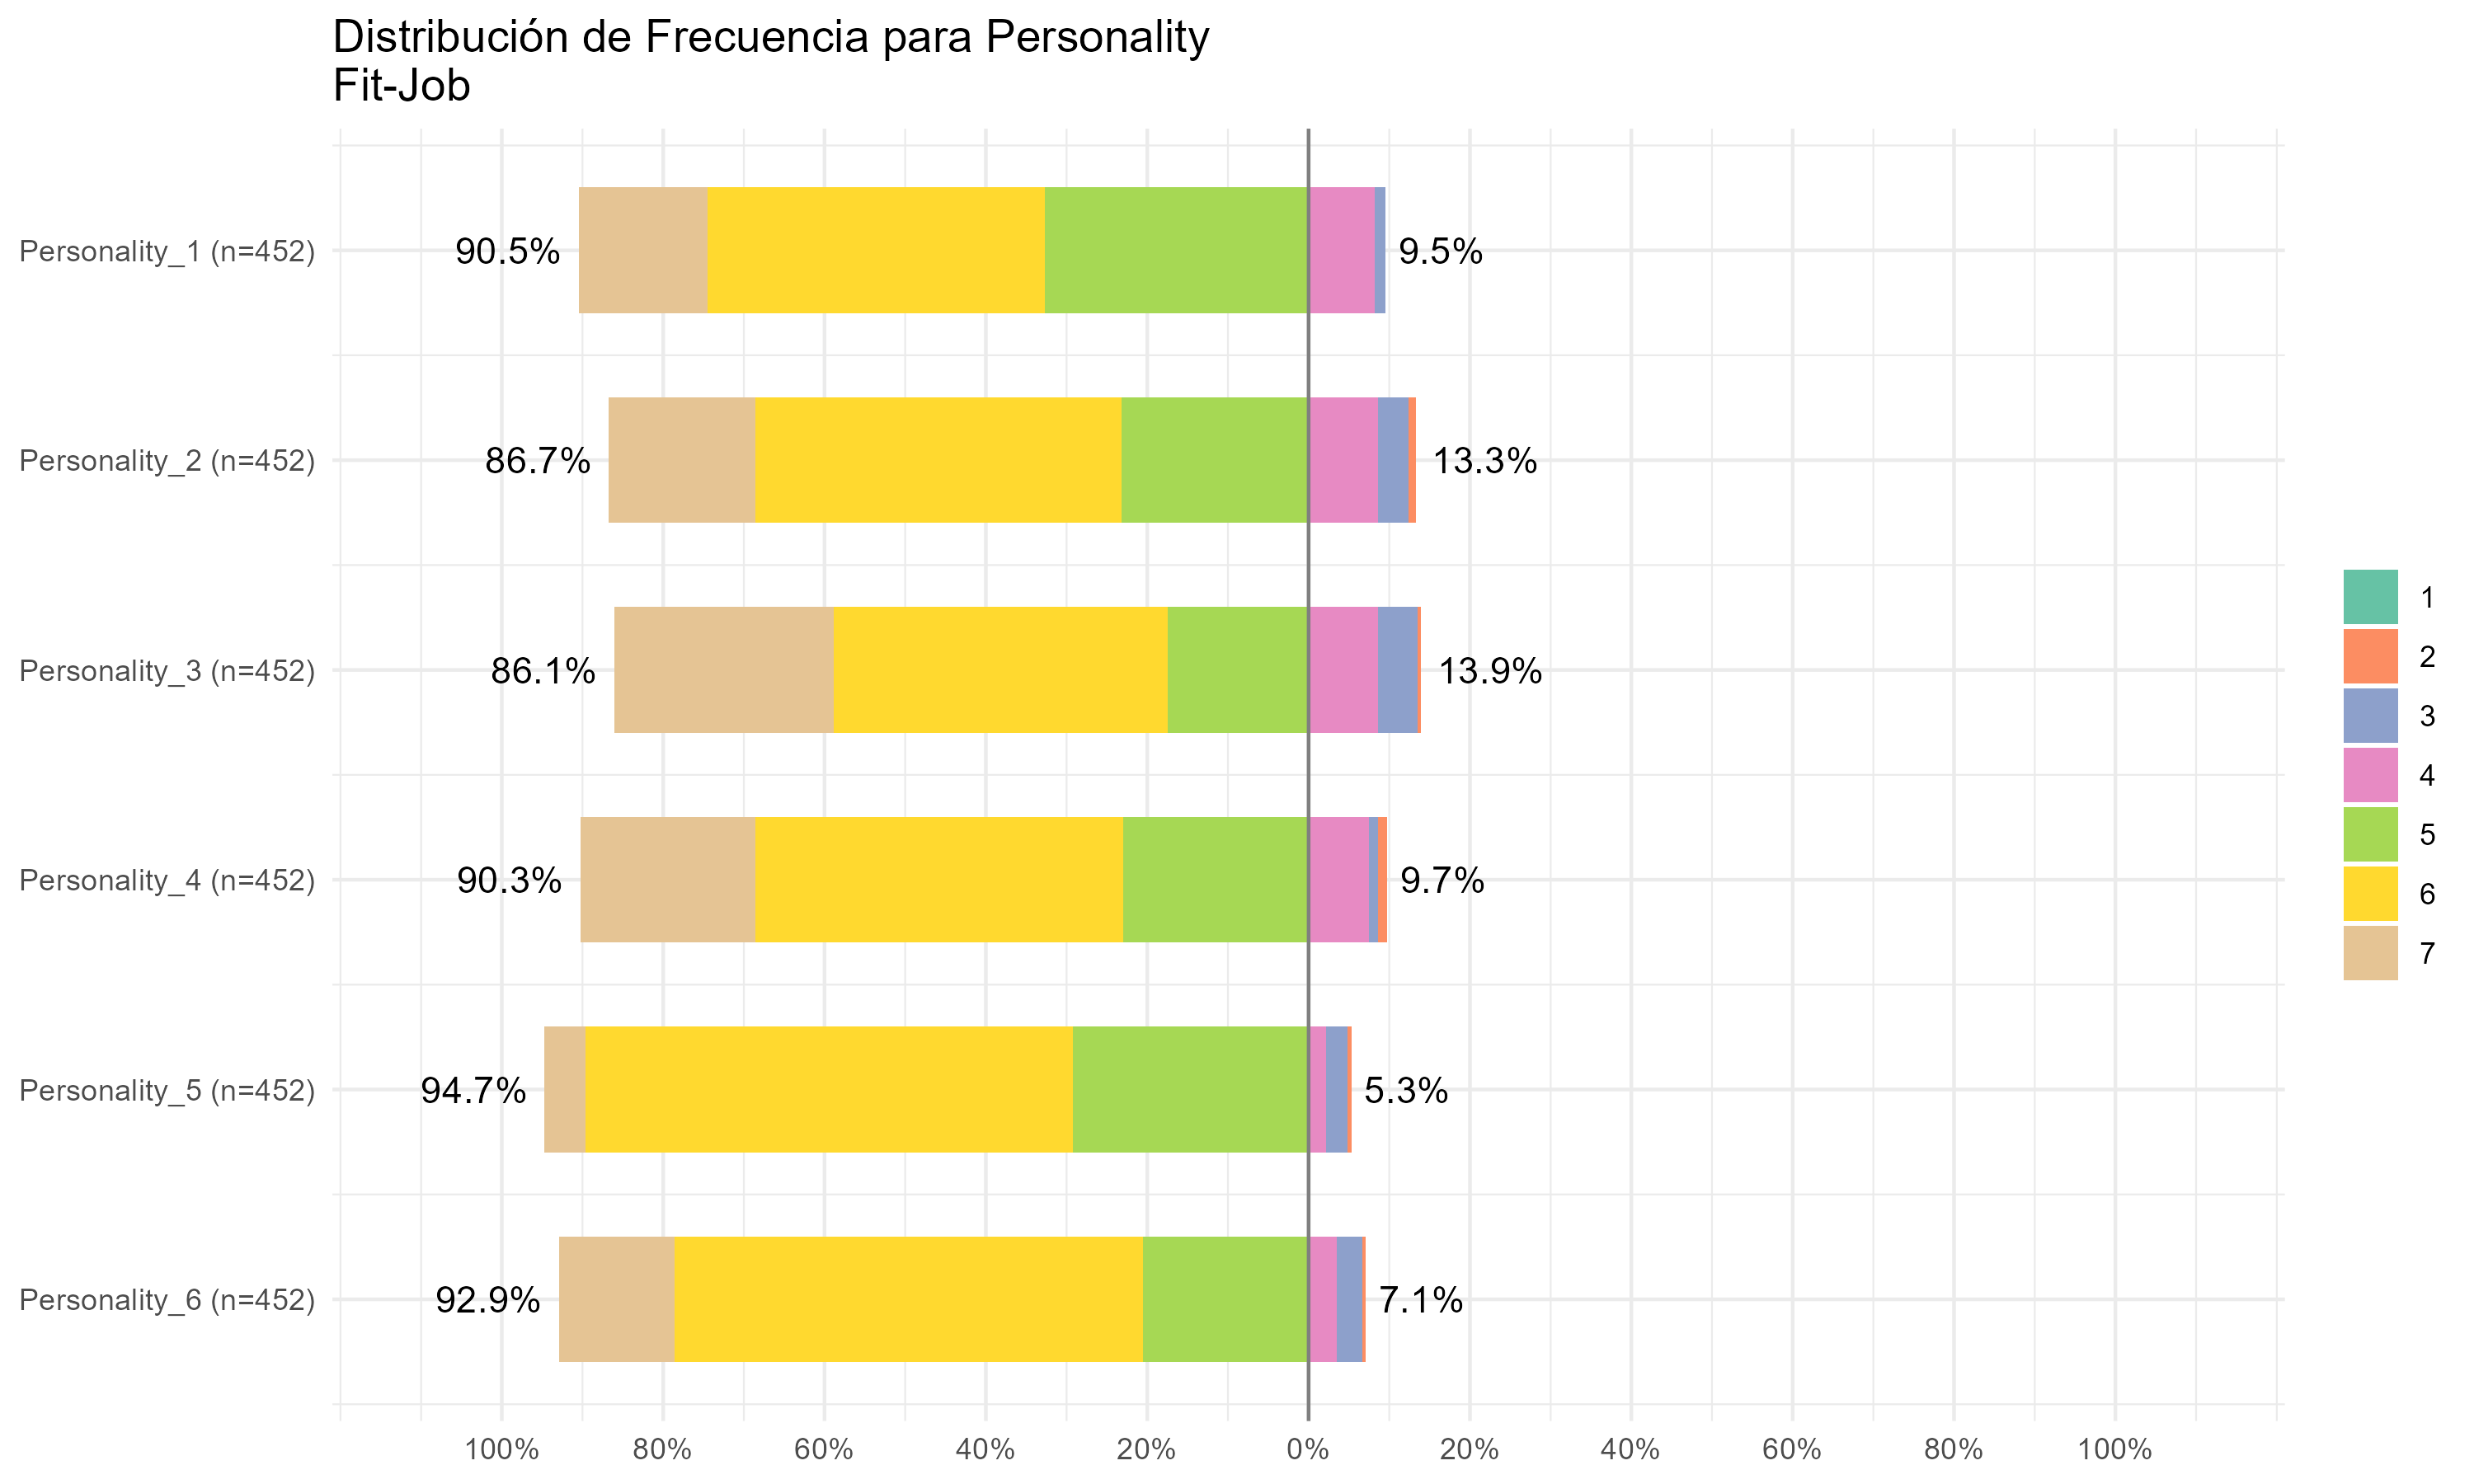 Distribución de Frecuencia para Personality
Fit-Job
Personality_1 (n=452) 90.5% 9.5%
Personality_2 (n=452) 86.7% 13.3%
Personality_3 (n=452) 86.1% 13.9%
Personality_4 (n=452) 90.3% 9.7%
Personality_5 (n=452) 94.7% 5.3%
Personality_6 (n=452) 92.9% 7.1%
100% 80% 60% 40% 20% 0% 20% 40% 60% 80% 100%
1
2
3
4
5
6
7